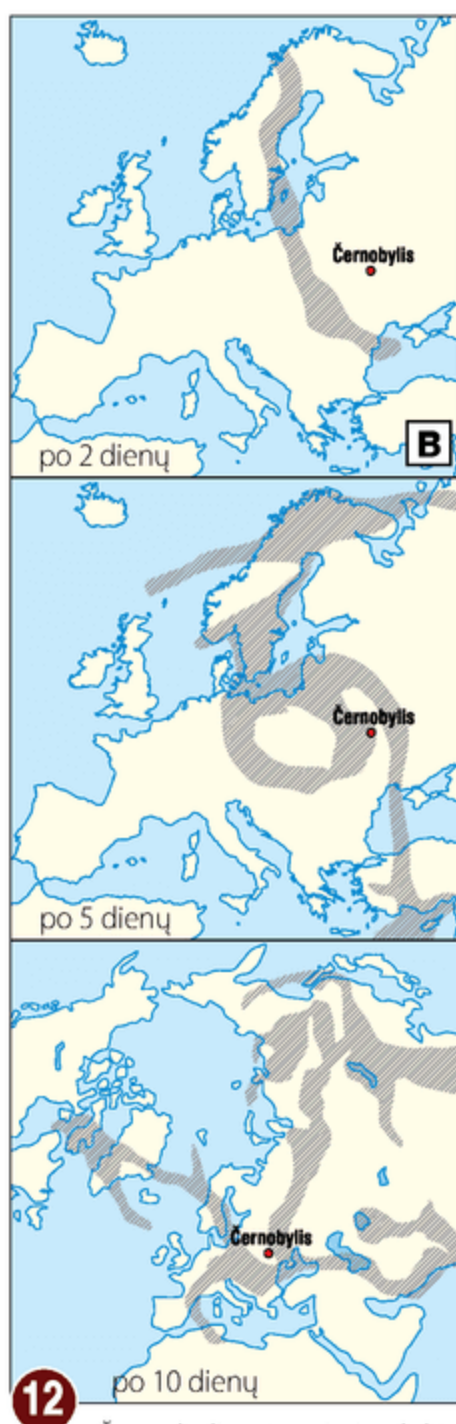 Černobylis
B
po 2 dienų
Černobylis
po 5 dienų
Černobylis
po 10 dienų
12